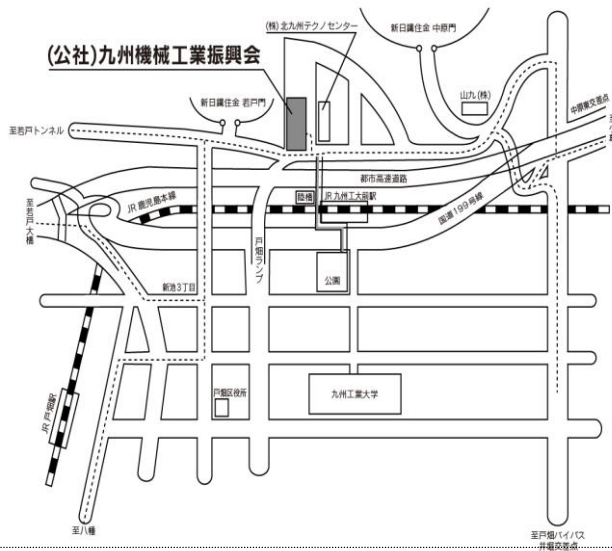 (株)北九州テクノセンター
新日鐵住金 中原門
(公社)九州機械工業振興会
新日鐵住金 若戸門
山九(株)
中原東交差点
至若戸トンネル
都市高速道路
陸橋
JR 九州工大前駅
至若戸大橋
JR 鹿児島本線
国道199号線
戸畑ランプ
公園
新池3丁目
戸畑区役所
九州工業大学
JR 戸畑駅
至八幡
至戸畑バイパス
井堀交差点